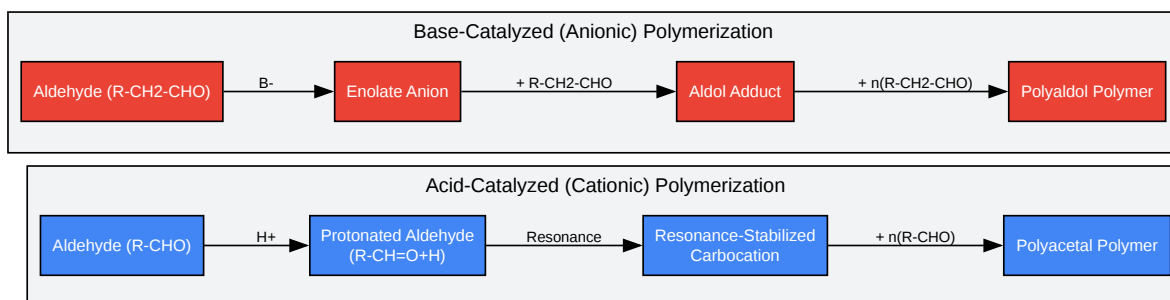 Base-Catalyzed (Anionic) Polymerization
Aldehyde (R-CH2-CHO)
B-
Enolate Anion
+ R-CH2-CHO
Aldol Adduct
+ n(R-CH2-CHO)
Polyaldol Polymer
Acid-Catalyzed (Cationic) Polymerization
Aldehyde (R-CHO)
H+
Protonated Aldehyde
(R-CH=O+H)
Resonance
Resonance-Stabilized
Carbocation
+ n(R-CHO)
Polyacetal Polymer